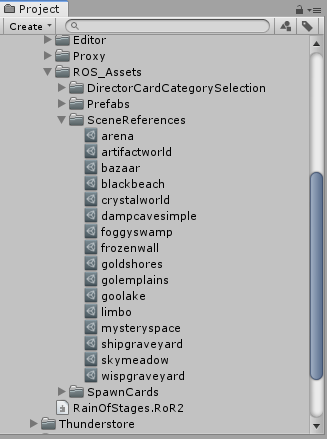 Project
Create
Editor
Proxy
ROS_Assets
DirectorCardCategorySelection
Prefabs
SceneReferences
arena
artifactworld
bazaar
blackbeach
crystalworld
dampcavesimple
foggyswamp
frozenwall
goldshores
golemplains
goolake
limbo
mysteryspace
shipgraveyard
skymeadow
wispgraveyard
SpawnCards
RainOfStages.RoR2
Thunderstore